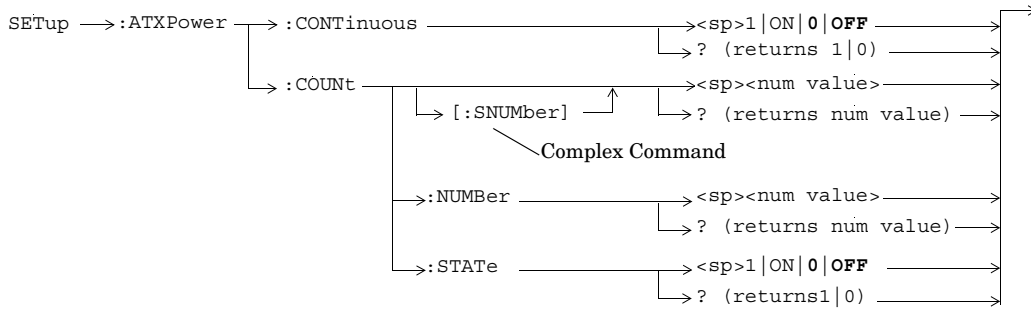 SETup :ATXPower :CONTinuous <sp>1|ON|0|OFF
? (returns 1|0)
:COUNt <sp><num value>
[:SNUMber] ? (returns num value)
Complex Command
:NUMBer <sp><num value>
? (returns num value)
:STATe <sp>1|ON|0|OFF
? (returns1|0)